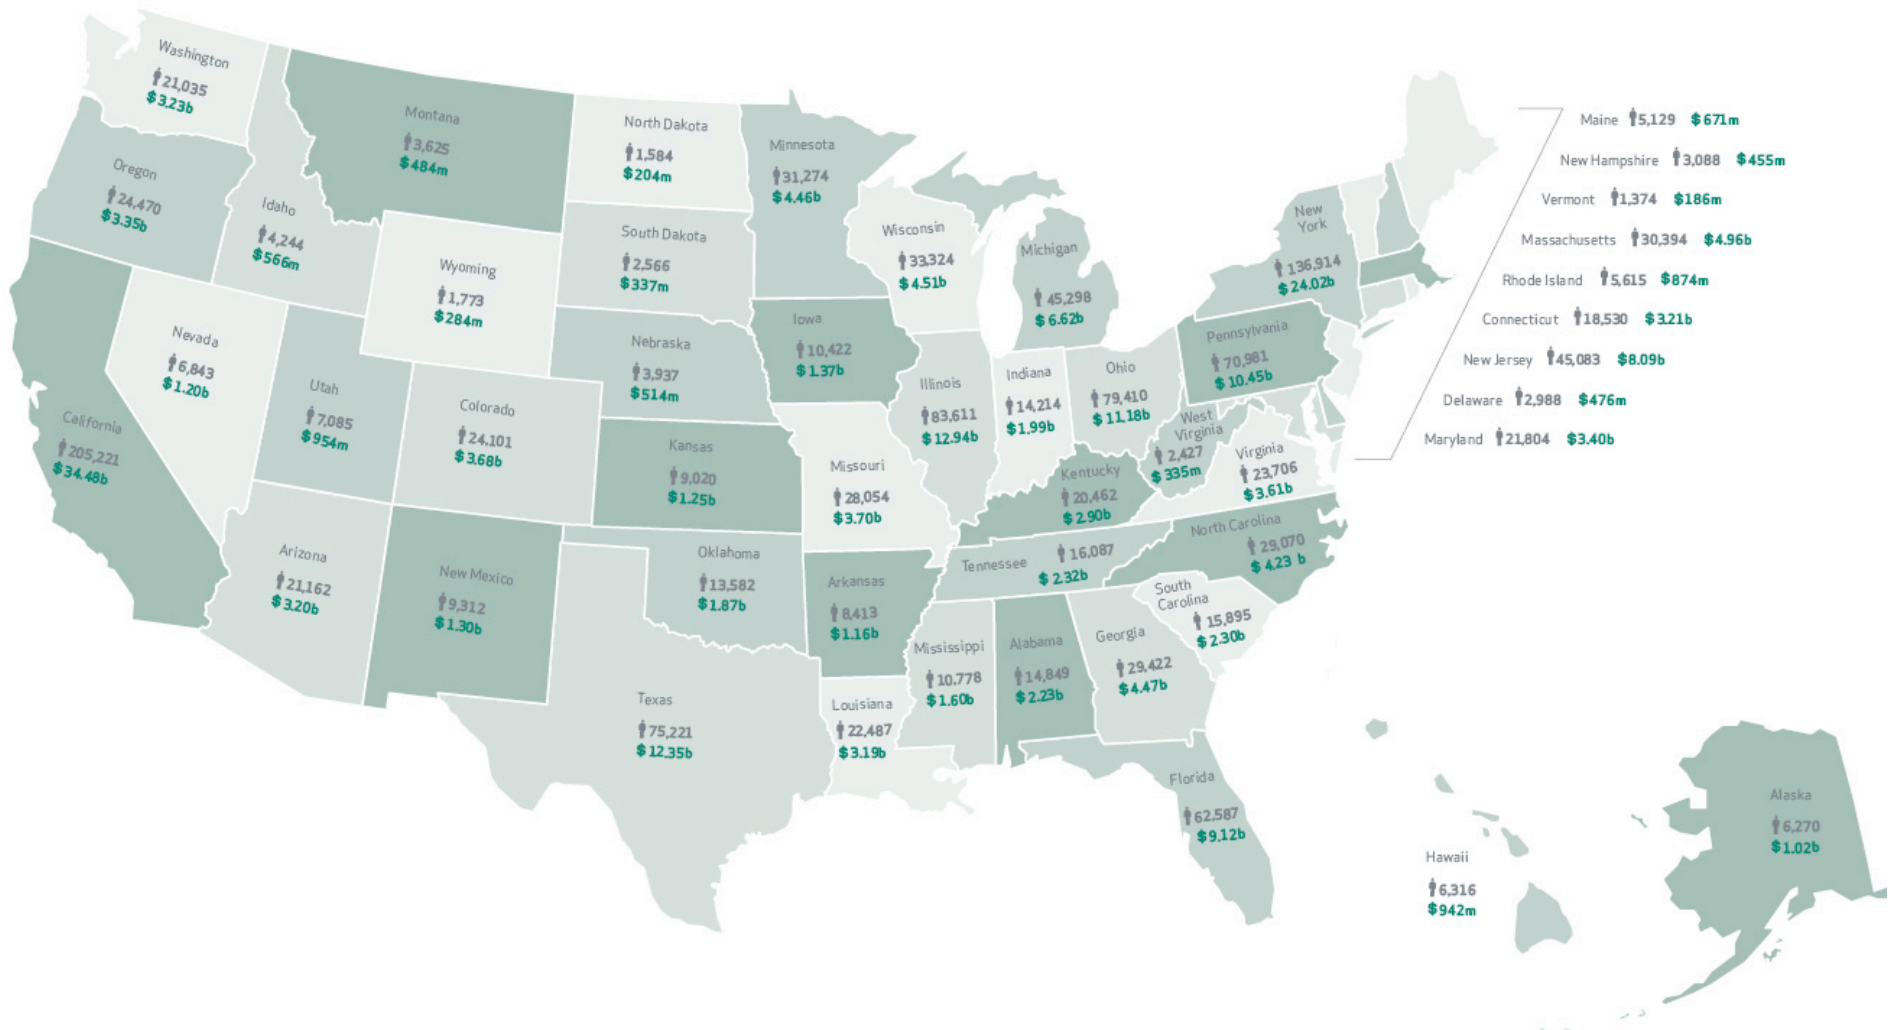 Washington
21,035
$3.23b
Oregon
24,470
$3.35b
California
205,221
$34.48b
Idaho
4,244
$566m
Nevada
6,843
$1.20b
Montana
3,625
$484m
Wyoming
1,773
$284m
Utah
7,085
$954m
Colorado
24,101
$3.68b
Arizona
21,162
$3.20b
New Mexico
9,312
$1.30b
North Dakota
1,584
$204m
South Dakota
2,566
$337m
Nebraska
3,937
$514m
Kansas
9,020
$1.25b
Oklahoma
13,582
$1.87b
Texas
75,221
$12.35b
Minnesota
31,274
$4.46b
Iowa
10,422
$1.37b
Missouri
28,054
$3.70b
Arkansas
8,413
$1.16b
Louisiana
22,487
$3.19b
Wisconsin
33,324
$4.51b
Illinois
83,611
$12.94b
Michigan
45,298
$6.62b
Indiana
14,214
$1.99b
Ohio
79,410
$11.18b
Kentucky
20,462
$2.90b
Tennessee
16,087
$2.32b
Mississippi
10,778
$1.60b
Alabama
14,849
$2.23b
Georgia
29,422
$4.47b
Florida
62,587
$9.12b
South
Carolina
15,895
$2.30b
North Carolina
29,070
$4.23 b
Virginia
23,706
$3.61b
West
Virginia
2,427
$335m
Pennsylvania
70,981
$10.45b
New
York
136,914
$24.02b
Maine 5,129 $671m
New Hampshire 3,088 $455m
Vermont 1,374 $186m
Massachusetts 30,394 $4.96b
Rhode Island 5,615 $874m
Connecticut 18,530 $3.21b
New Jersey 45,083 $8.09b
Delaware 2,988 $476m
Maryland 21,804 $3.40b
Hawaii
6,316
$942m
Alaska
6,270
$1.02b